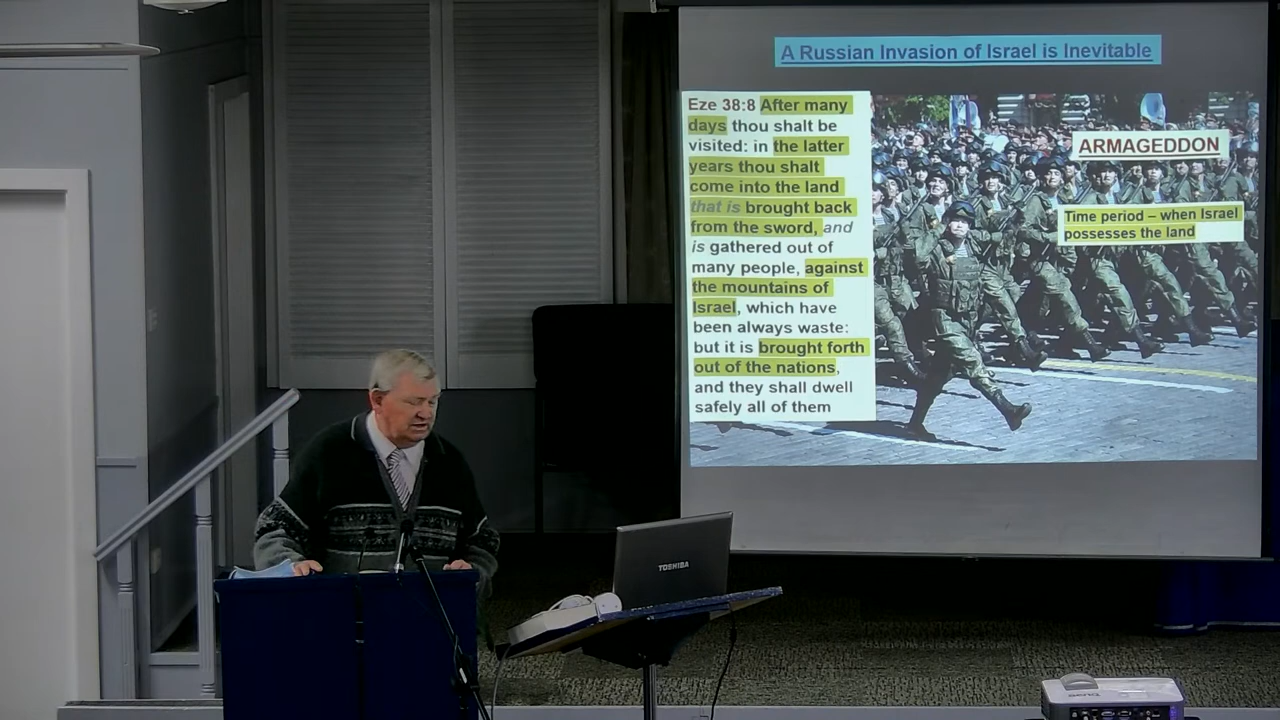 A Russian Invasion of Israel is Inevitable
Eze 38:8 After many
days thou shalt be
visited: in the latter
years thou shalt
come into the land
that is brought back
from the sword, and
is gathered out of
many people, against
the mountains of
Israel, which have
been always waste:
but it is brought forth
out of the nations,
and they shall dwell
safely all of them
ARMAGEDDON
Time period – when Israel
possesses the land
TOSHIBA